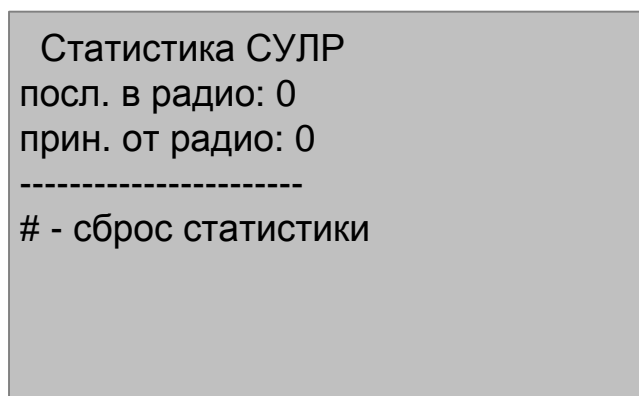 Статистика СУЛР
посл. в радио: 0
прин. от радио: 0
-----------------------
# - сброс статистики